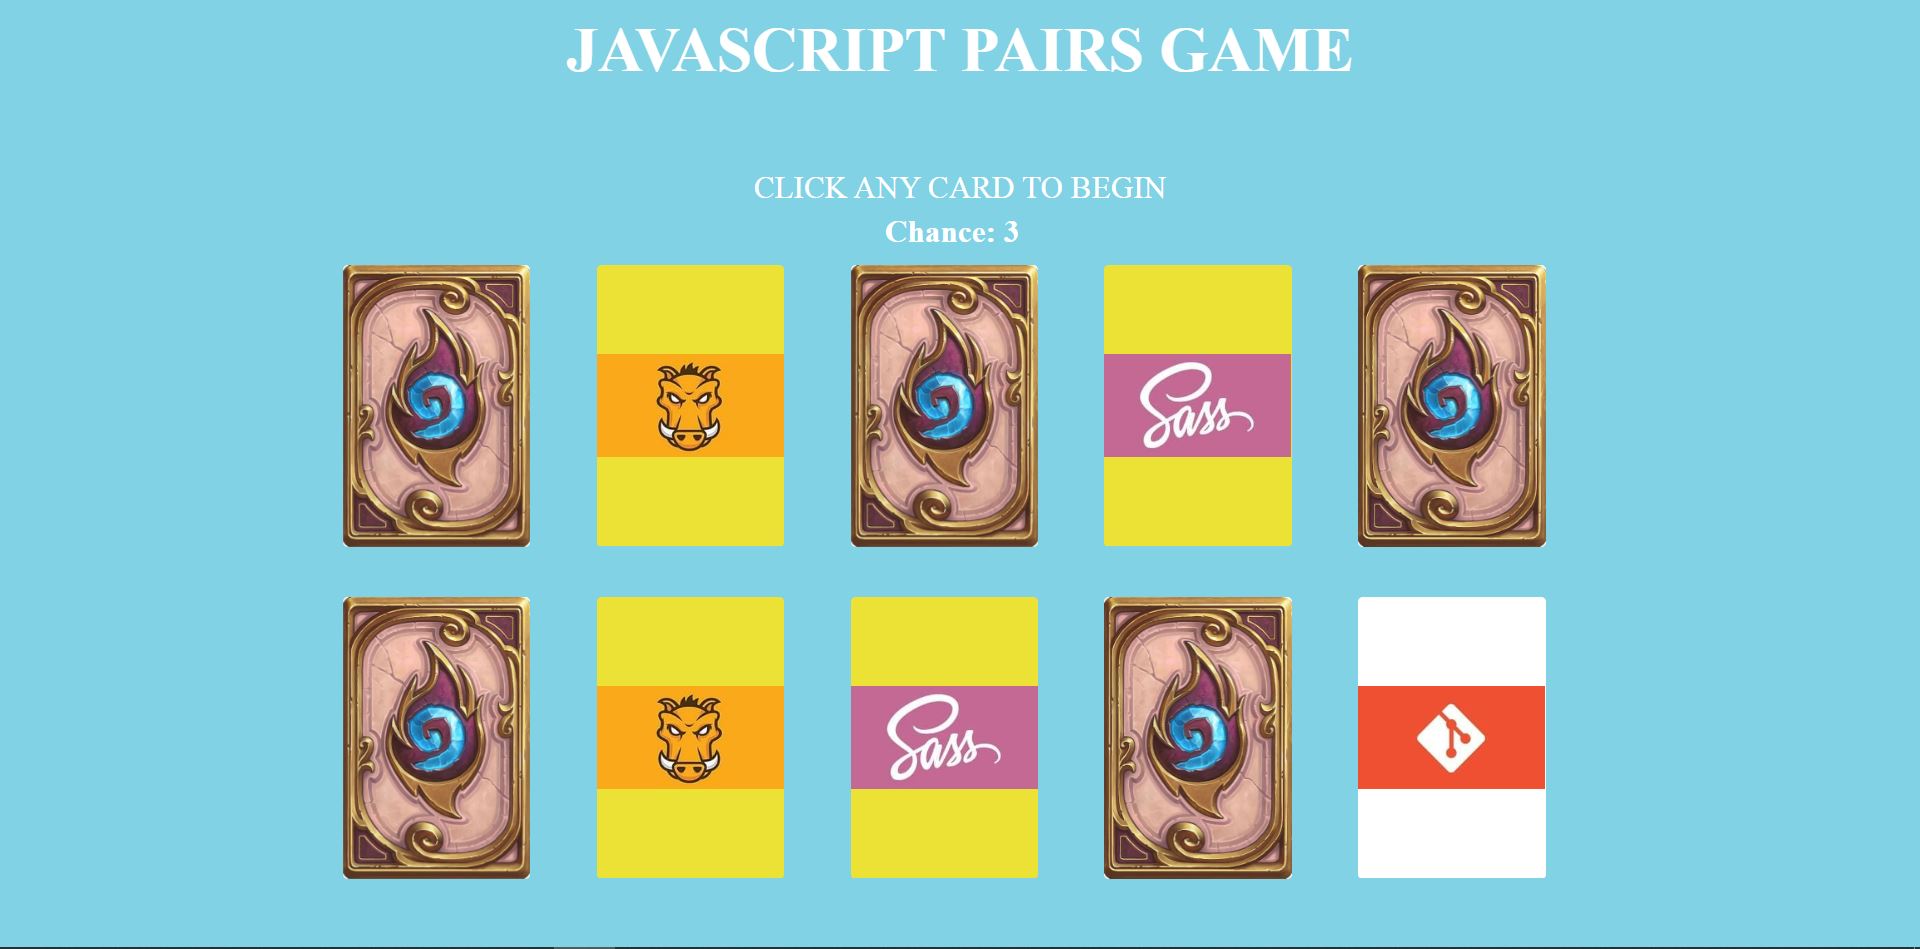 JAVASCRIPT PAIRS GAME
CLICK ANY CARD TO BEGIN
Chance: 3
Sass
Sass